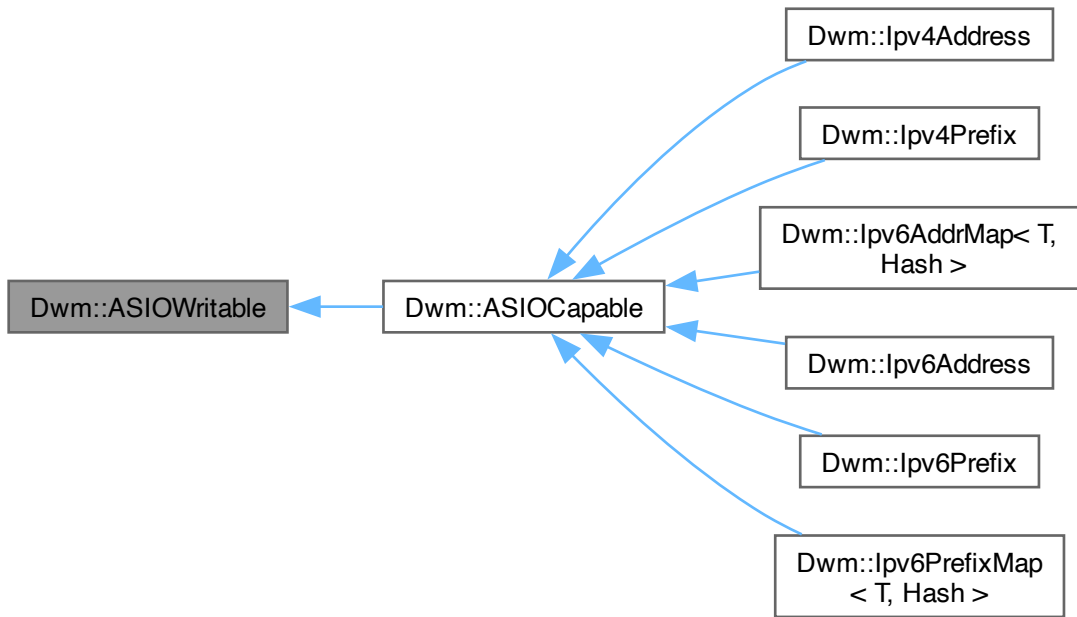 Dwm::Ipv4Address
Dwm::Ipv4Prefix
Dwm::Ipv6AddrMap< T,
Hash >
Dwm::ASIOWritable
Dwm::ASIOCapable
Dwm::Ipv6Address
Dwm::Ipv6Prefix
Dwm::Ipv6PrefixMap
< T, Hash >